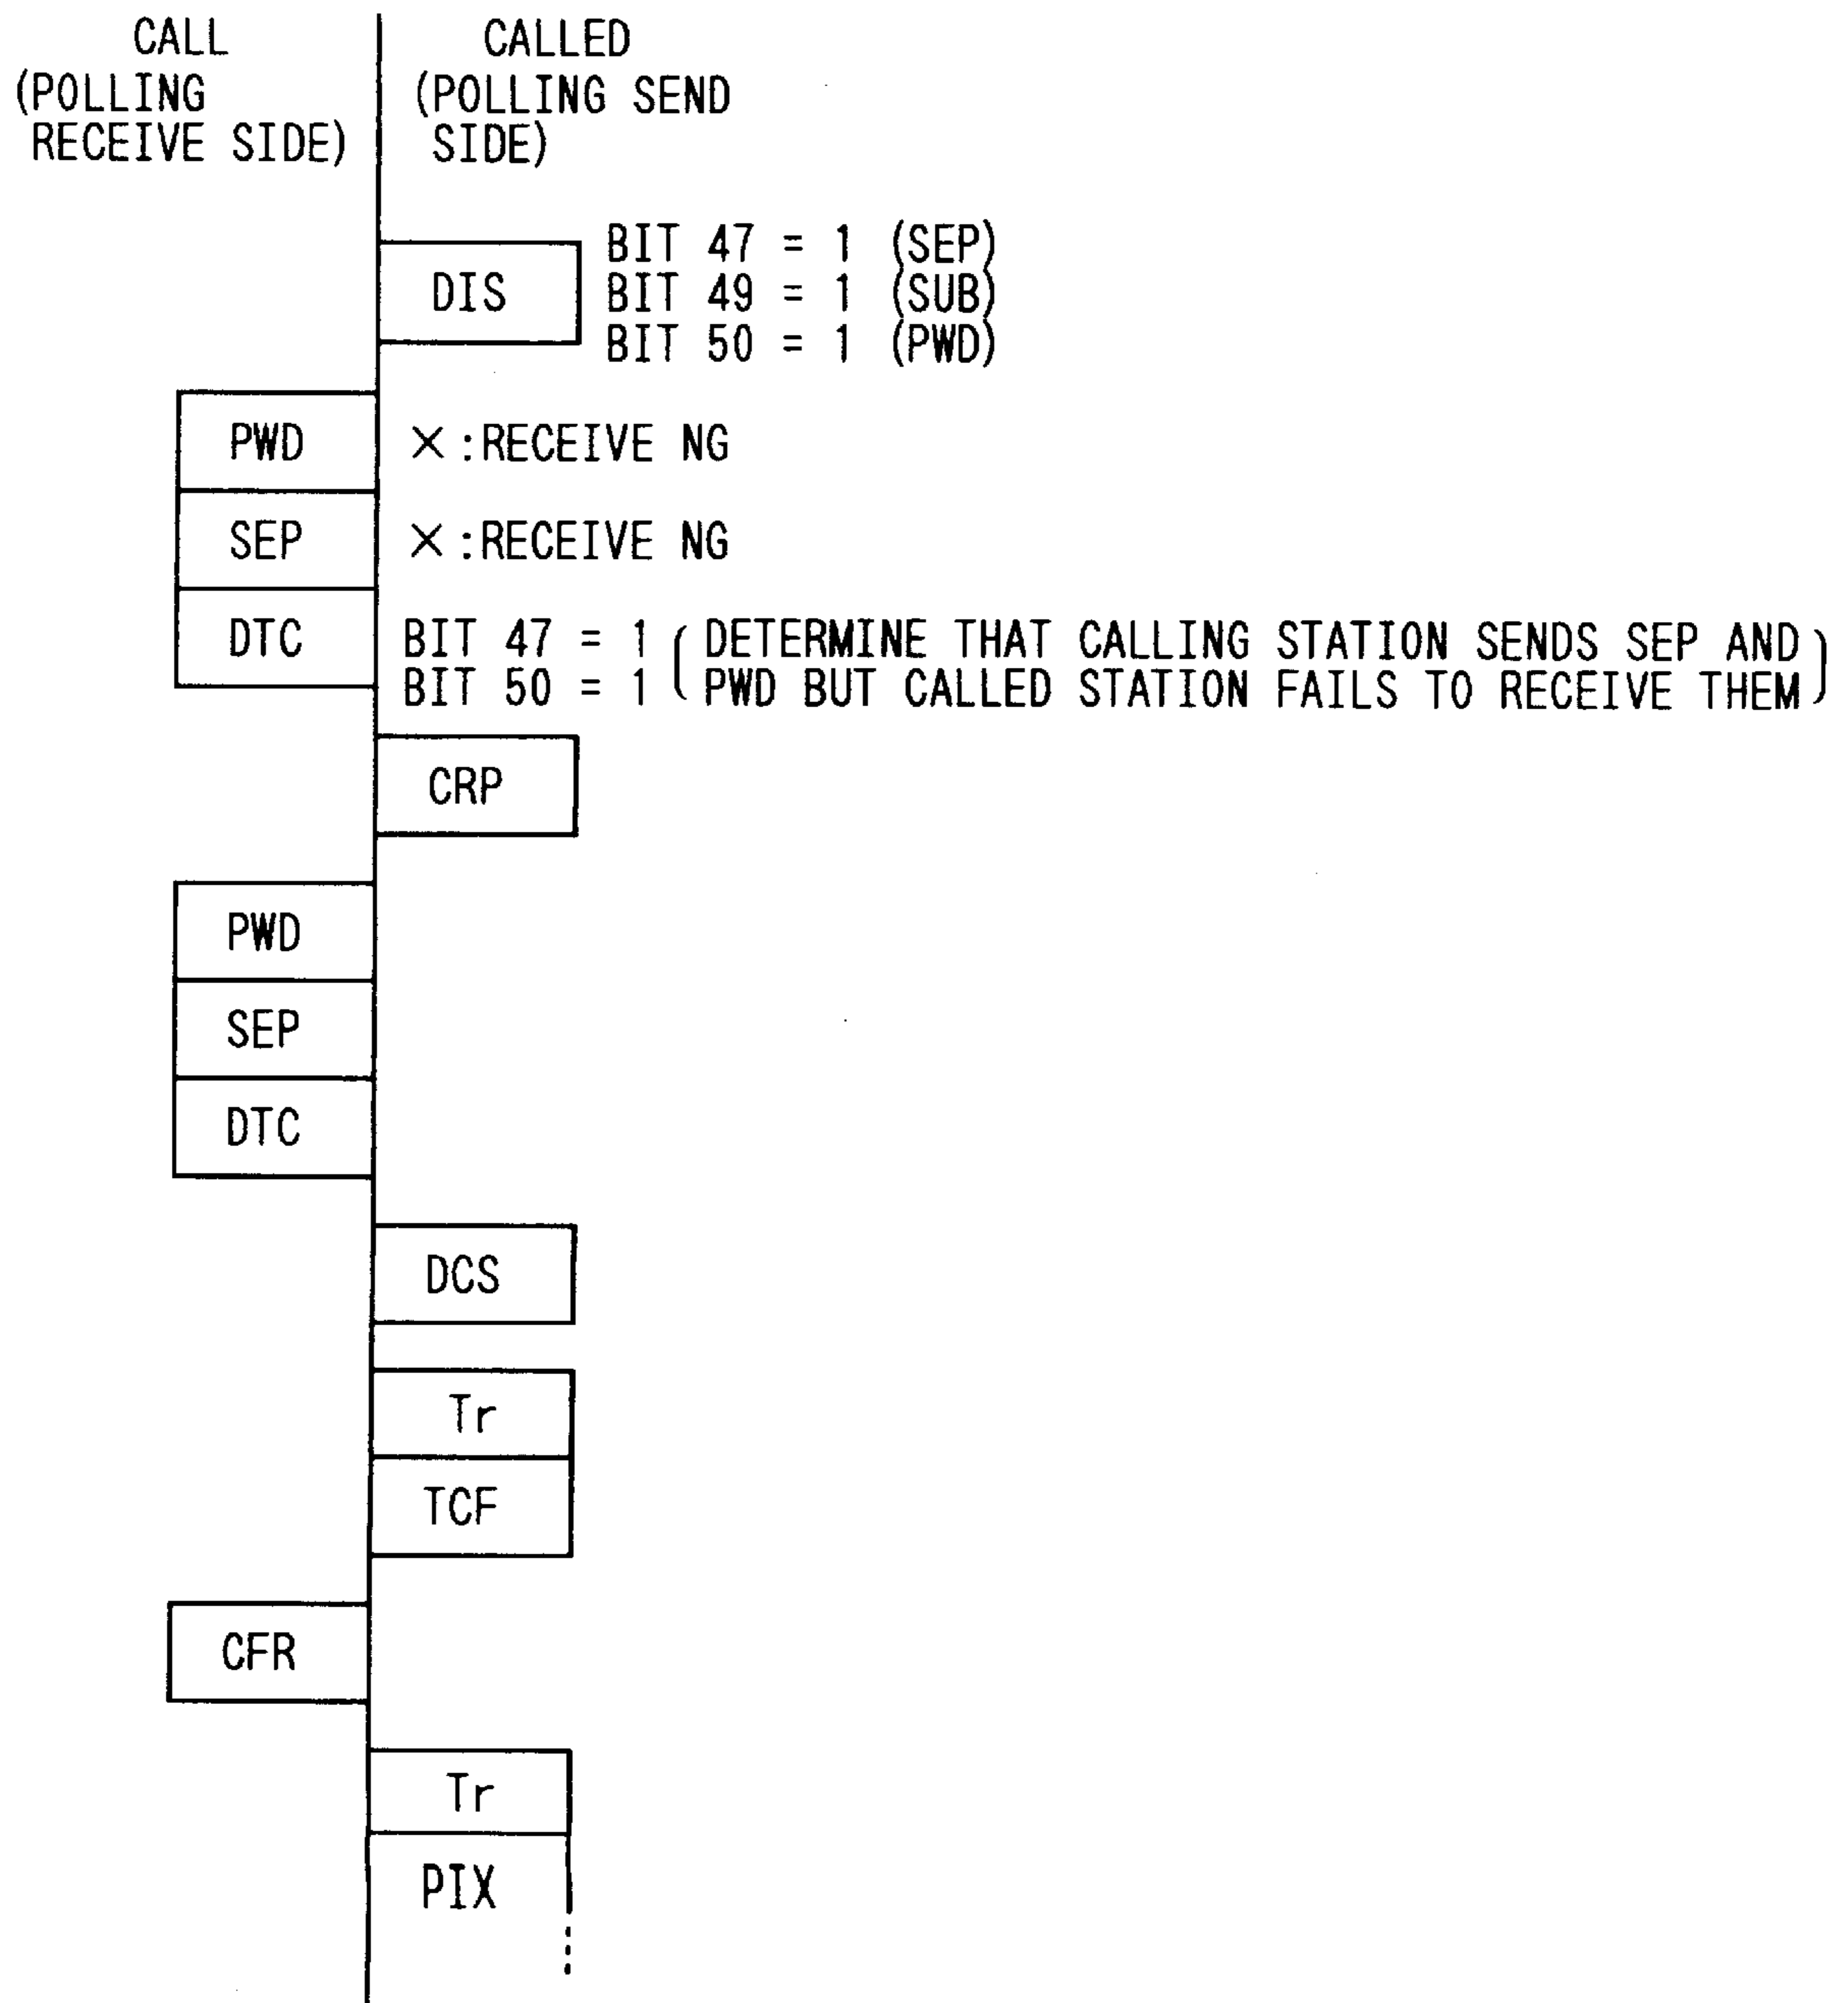 CALL
(POLLING
RECEIVE SIDE)
CALLED
(POLLING SEND
SIDE)
DIS
BIT 47 = 1 (SEP)
BIT 49 = 1 (SUB)
BIT 50 = 1 (PWD)
PWD
× :RECEIVE NG
SEP
× :RECEIVE NG
DTC
BIT 47 = 1
BIT 50 = 1
(DETERMINE THAT CALLING STATION SENDS SEP AND
PWD BUT CALLED STATION FAILS TO RECEIVE THEM)
CRP
PWD
SEP
DTC
DCS
Tr
TCF
CFR
Tr
PIX